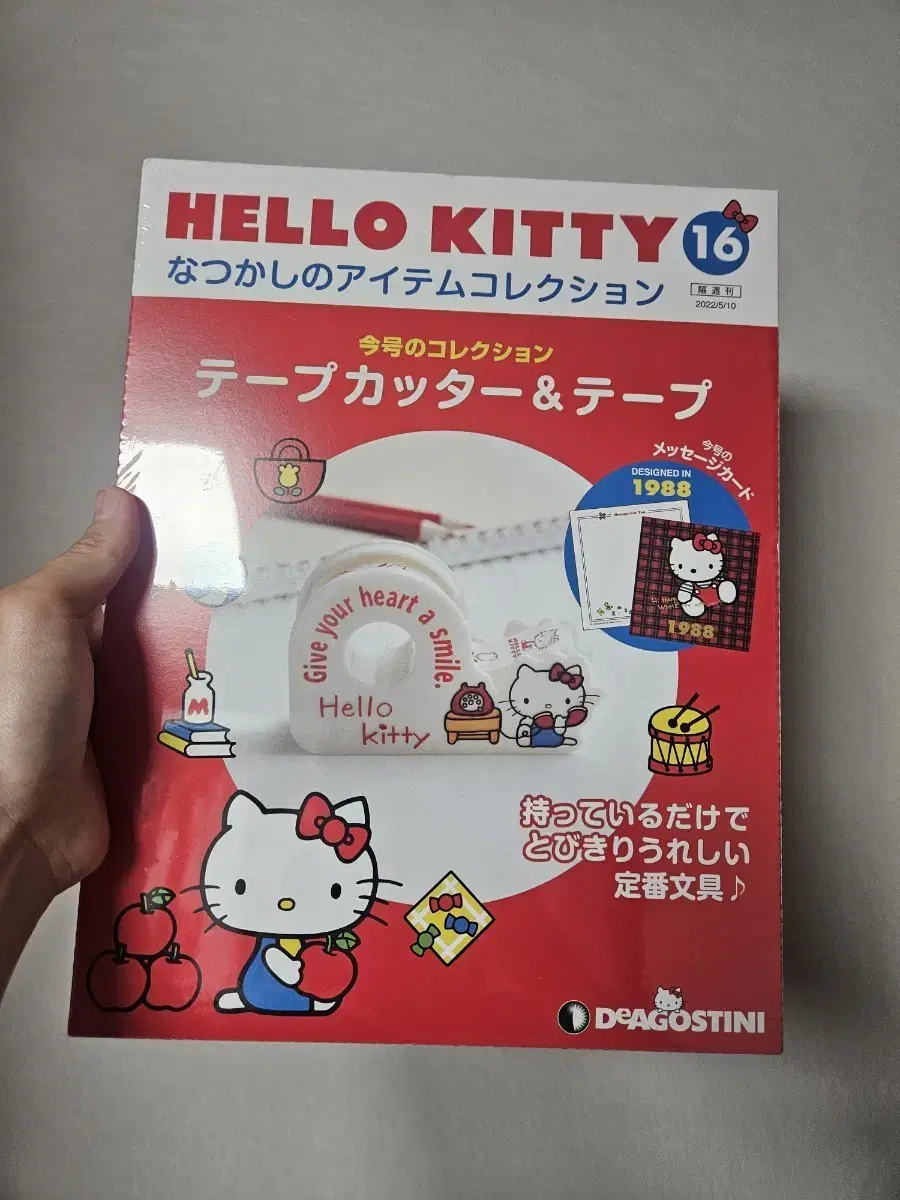 HELLO KITTY 16
なつかしのアイテムコレクション
隔週刊
2022/5/10
今号のコレクション
テープカッター&テープ
今号の
メッセージカード
DESIGNED IN
1988
Message For You
1988
Give your heart a smile.
Hello
kitty
M
持っているだけで
とびきりうれしい
定番文具♪
DeAGOSTINI